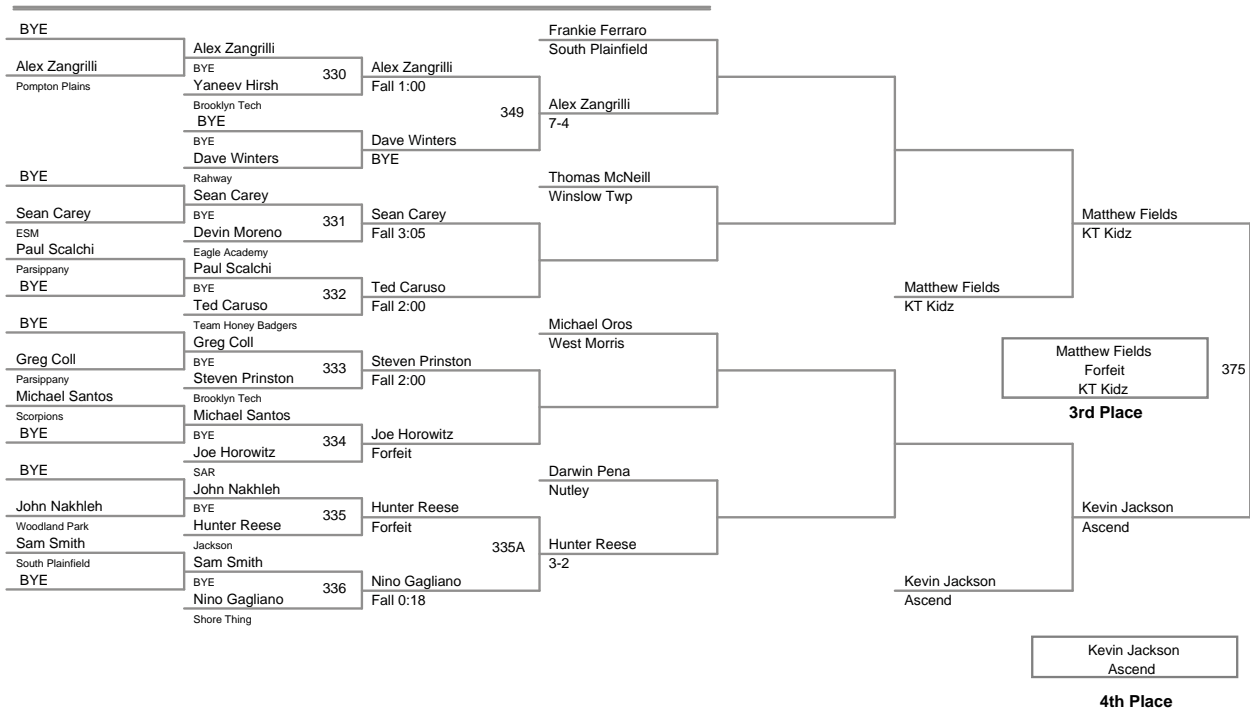 BYE
Alex Zangrilli
Pompton Plains
BYE
Sean Carey
ESM
Paul Scalchi
Parsippany
BYE
BYE
Greg Coll
Parsippany
Michael Santos
Scorpions
BYE
BYE
John Nakhleh
Woodland Park
Sam Smith
South Plainfield
BYE
Alex Zangrilli
BYE
330
Yaneev Hirsh
Brooklyn Tech
BYE
BYE
Dave Winters
Rahway
Sean Carey
BYE
331
Devin Moreno
Eagle Academy
Paul Scalchi
BYE
332
Ted Caruso
Team Honey Badgers
Greg Coll
BYE
333
Steven Prinston
Brooklyn Tech
Michael Santos
BYE
334
Joe Horowitz
SAR
John Nakhleh
BYE
335
Hunter Reese
Jackson
Sam Smith
BYE
336
Nino Gagliano
Shore Thing
Alex Zangrilli
Fall 1:00
349
Dave Winters
BYE
Sean Carey
Fall 3:05
Ted Caruso
Fall 2:00
Steven Prinston
Fall 2:00
Joe Horowitz
Forfeit
Hunter Reese
Forfeit
335A
Nino Gagliano
Fall 0:18
Frankie Ferraro
South Plainfield
Alex Zangrilli
7-4
Thomas McNeill
Winslow Twp
Michael Oros
West Morris
Darwin Pena
Nutley
Hunter Reese
3-2
Matthew Fields
KT Kidz
Kevin Jackson
Ascend
Matthew Fields
KT Kidz
Matthew Fields
Forfeit
KT Kidz
375
3rd Place
Kevin Jackson
Ascend
Kevin Jackson
Ascend
4th Place